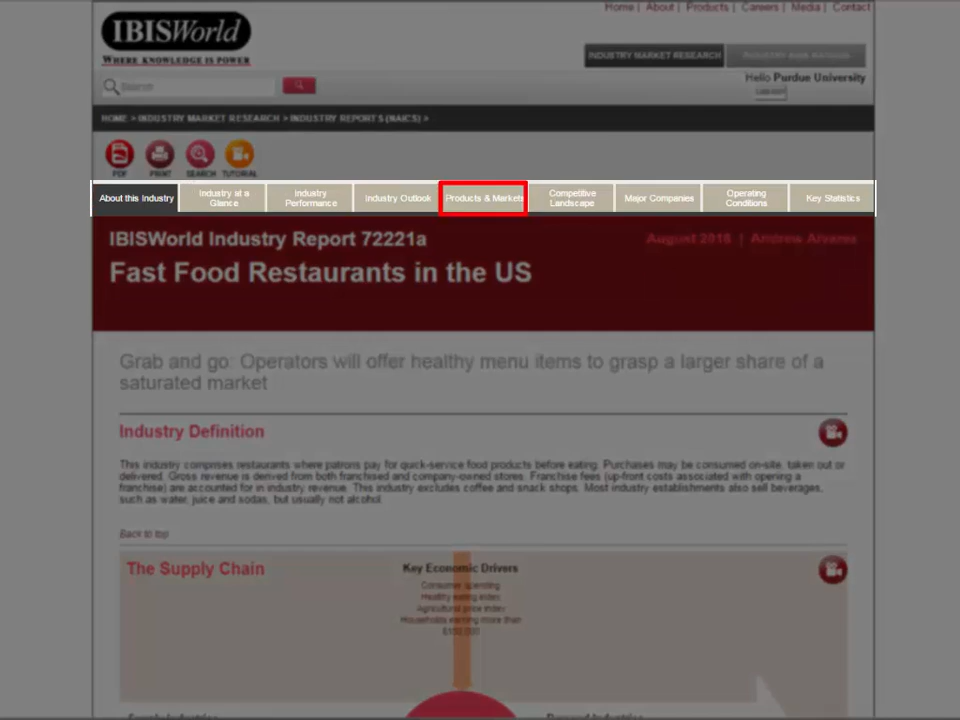 Home | About | Products | Careers | Media | Contact
IBISWorld
WHERE KNOWLEDGE IS POWER
INDUSTRY MARKET RESEARCH
Search
Hello Purdue University
HOME > INDUSTRY MARKET RESEARCH > INDUSTRY REPORTS (NAICS) >
PDF PRINT SEARCH TUTORIAL
About this Industry
Industry at a
Glance
Industry
Performance
Industry Outlook
Products & Markets
Competitive
Landscape
Major Companies
Operating
Conditions
Key Statistics
IBISWorld Industry Report 72221a
August 2016 | Andrew Alvarez
Fast Food Restaurants in the US
Grab and go: Operators will offer healthy menu items to grasp a larger share of a
saturated market
Industry Definition
This industry comprises restaurants where patrons pay for quick-service food products before eating. Purchases may be consumed on-site, taken out or
delivered. Gross revenue is derived from both franchised and company-owned stores. Franchise fees (up-front costs associated with opening a
franchise) are accounted for in industry revenue. This industry excludes coffee and snack shops. Most industry establishments also sell beverages,
such as water, juice and sodas, but usually not alcohol.
Back to top
The Supply Chain
Key Economic Drivers
Consumer spending
Healthy eating index
Agricultural price index
Households earning more than
$100,000